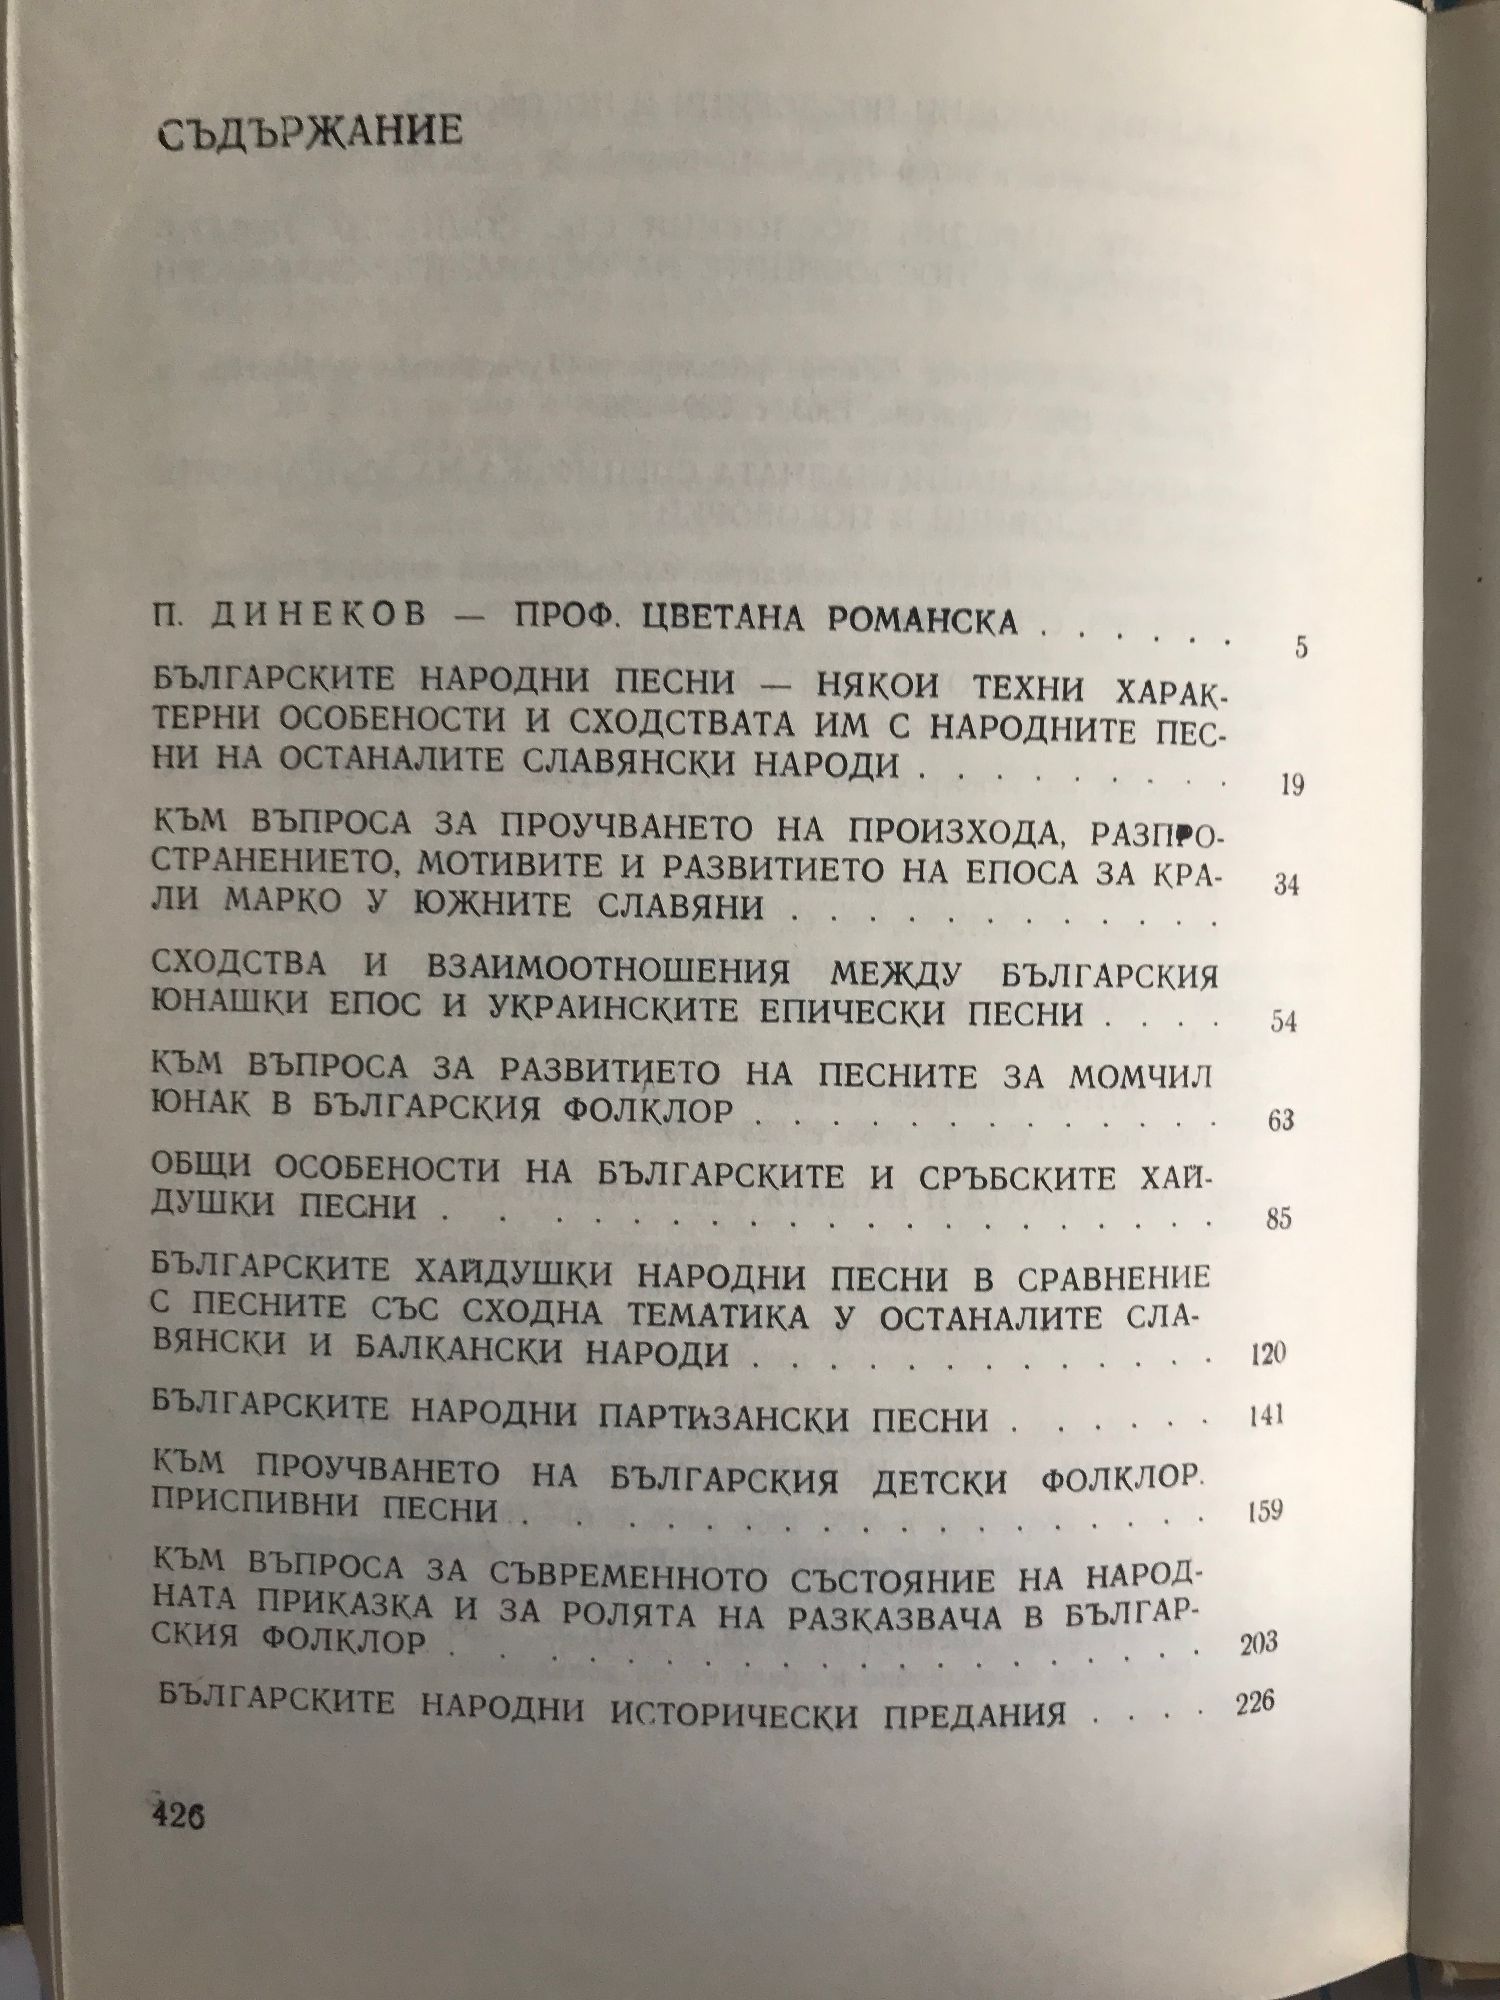 СЪДЪРЖАНИЕ
П. ДИНЕКОВ — ПРОФ. ЦВЕТАНА РОМАНСКА . . . . . . 5
БЪЛГАРСКИТЕ НАРОДНИ ПЕСНИ — НЯКОИ ТЕХНИ ХАРАК-
ТЕРНИ ОСОБЕНОСТИ И СХОДСТВАТА ИМ С НАРОДНИТЕ ПЕС-
НИ НА ОСТАНАЛИТЕ СЛАВЯНСКИ НАРОДИ . . . . . . . . . 19
КЪМ ВЪПРОСА ЗА ПРОУЧВАНЕТО НА ПРОИЗХОДА, РАЗПРО-
СТРАНЕНИЕТО, МОТИВИТЕ И РАЗВИТИЕТО НА ЕПОСА ЗА КРА- 34
ЛИ МАРКО У ЮЖНИТЕ СЛАВЯНИ . . . . . . . . . . . .
СХОДСТВА И ВЗАИМООТНОШЕНИЯ МЕЖДУ БЪЛГАРСКИЯ
ЮНАШКИ ЕПОС И УКРАИНСКИТЕ ЕПИЧЕСКИ ПЕСНИ . . . . 54
КЪМ ВЪПРОСА ЗА РАЗВИТИЕТО НА ПЕСНИТЕ ЗА МОМЧИЛ
ЮНАК В БЪЛГАРСКИЯ ФОЛКЛОР . . . . . . . . . . . . . 63
ОБЩИ ОСОБЕНОСТИ НА БЪЛГАРСКИТЕ И СРЪБСКИТЕ ХАЙ-
ДУШКИ ПЕСНИ . . . . . . . . . . . . . . . . . . . 85
БЪЛГАРСКИТЕ ХАЙДУШКИ НАРОДНИ ПЕСНИ В СРАВНЕНИЕ
С ПЕСНИТЕ СЪС СХОДНА ТЕМАТИКА У ОСТАНАЛИТЕ СЛА-
ВЯНСКИ И БАЛКАНСКИ НАРОДИ . . . . . . . . . . . . 120
БЪЛГАРСКИТЕ НАРОДНИ ПАРТИЗАНСКИ ПЕСНИ . . . . . . 141
КЪМ ПРОУЧВАНЕТО НА БЪЛГАРСКИЯ ДЕТСКИ ФОЛКЛОР.
ПРИСПИВНИ ПЕСНИ . . . . . . . . . . . . . . . . . 159
КЪМ ВЪПРОСА ЗА СЪВРЕМЕННОТО СЪСТОЯНИЕ НА НАРОД-
НАТА ПРИКАЗКА И ЗА РОЛЯТА НА РАЗКАЗВАЧА В БЪЛГАР-
СКИЯ ФОЛКЛОР . . . . . . . . . . . . . . . . . . 203
БЪЛГАРСКИТЕ НАРОДНИ ИСТОРИЧЕСКИ ПРЕДАНИЯ . . . . 226
426